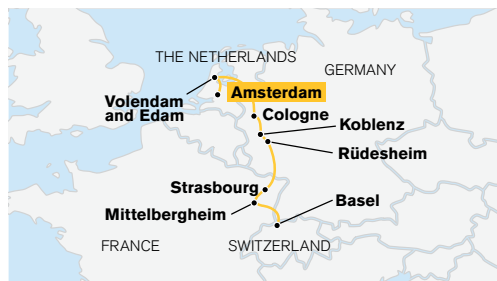 THE NETHERLANDS
GERMANY
Amsterdam
Volendam
and Edam
Cologne
Koblenz
Rüdesheim
Strasbourg
Basel
Mittelbergheim
FRANCE
SWITZERLAND